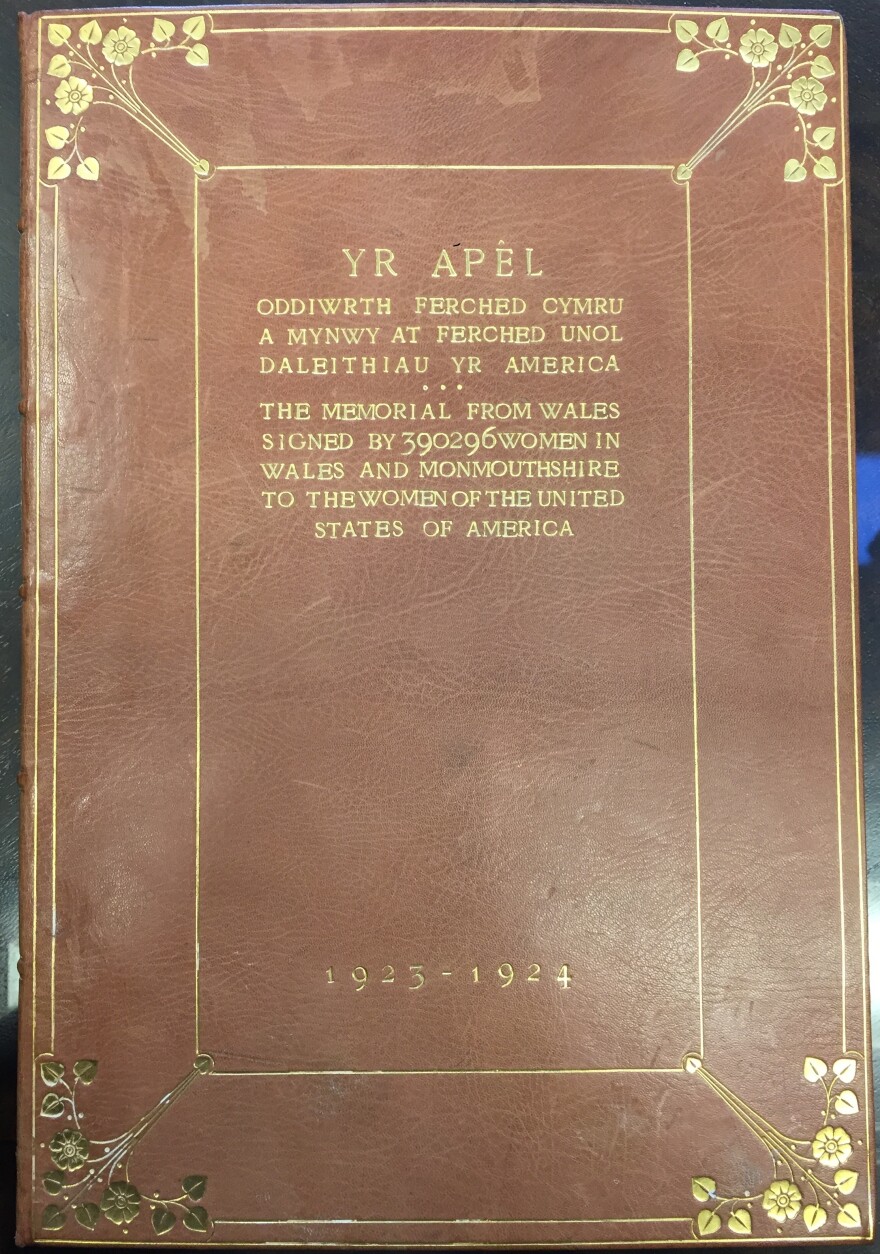 YR APÊL
ODDIWRTH FERCHED CYMRU
A MYNWY AT FERCHED UNOL
DALEITHIAU YR AMERICA
THE MEMORIAL FROM WALES
SIGNED BY 390296 WOMEN IN
WALES AND MONMOUTHSHIRE
TO THE WOMEN OF THE UNITED
STATES OF AMERICA
1923-1924